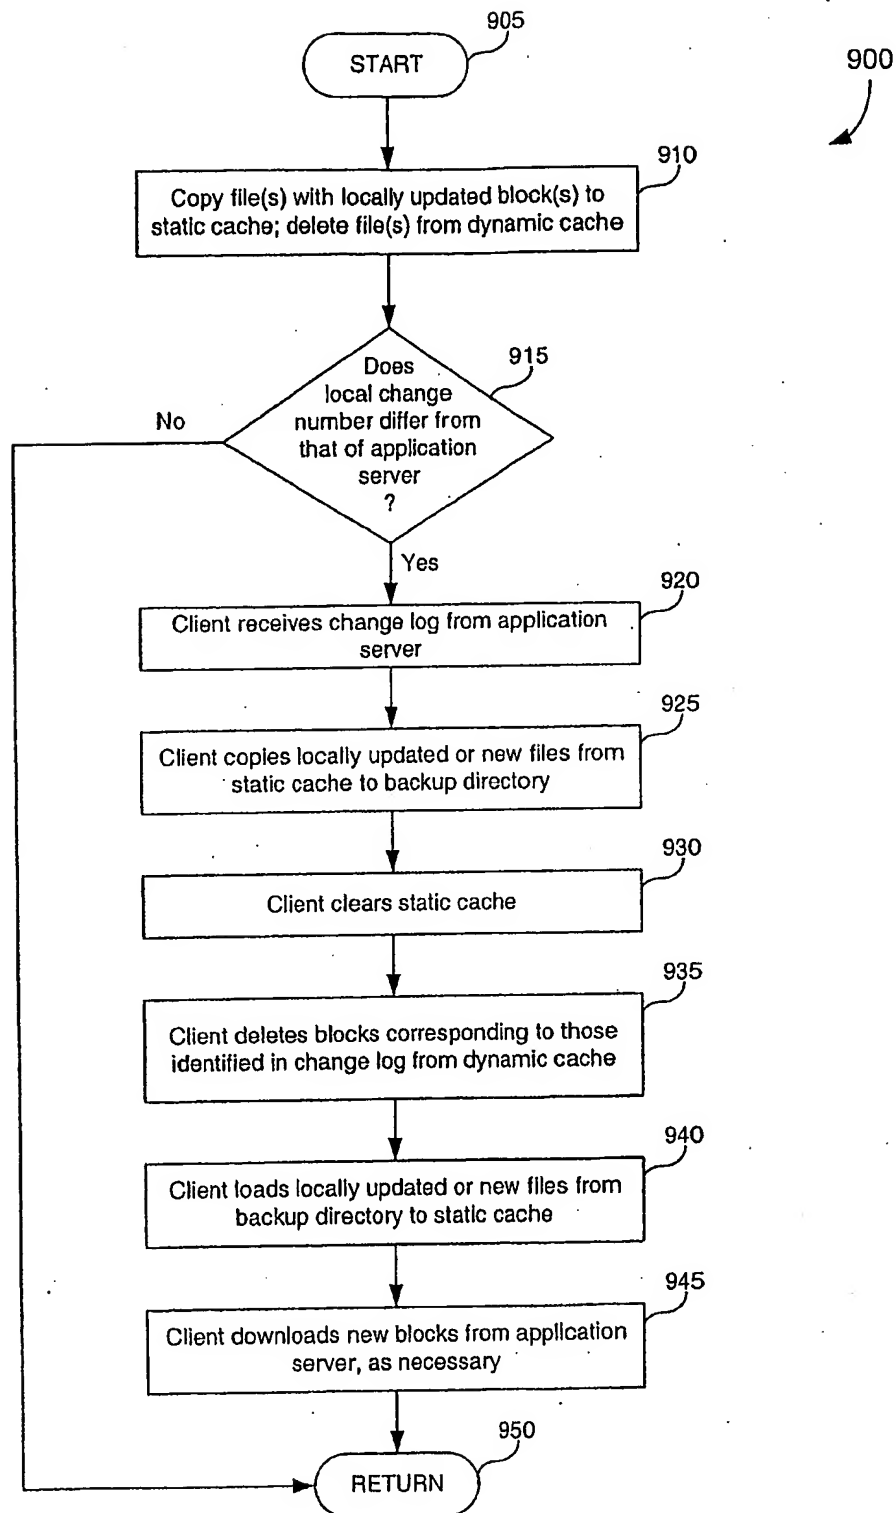 905
START
900
910
Copy file(s) with locally updated block(s) to
static cache; delete file(s) from dynamic cache
915
Does
local change
number differ from
that of application
server
?
No
Yes
920
Client receives change log from application
server
925
Client copies locally updated or new files from
static cache to backup directory
930
Client clears static cache
935
Client deletes blocks corresponding to those
identified in change log from dynamic cache
940
Client loads locally updated or new files from
backup directory to static cache
945
Client downloads new blocks from application
server, as necessary
950
RETURN